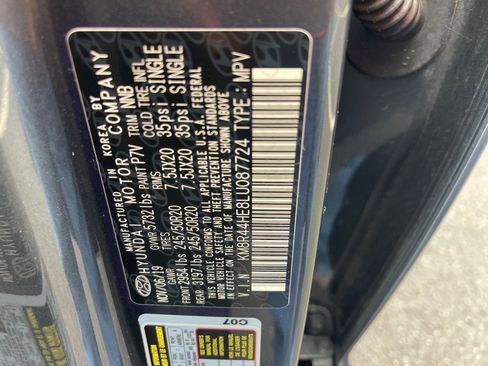 MANUFACTURED IN KOREA BY
HYUNDAI MOTOR COMPANY
NOV/06/19 GVWR 5732lbs PAINT P7V TRIM NNB
GAWR TIRES RIMS COLD TIRE INFL
2954 lbs 245/50R20 7.5JX20 35psi SINGLE
REAR 3197 lbs 245/50R20 7.5JX20 35psi SINGLE
THIS VEHICLE CONFORMS TO ALL APPLICABLE U.S.A. FEDERAL
MOTOR VEHICLE SAFETY AND THEFT PREVENTION STANDARDS
IN EFFECT ON THE DATE OF MANUFACTURE SHOWN ABOVE
V.I.N : KM8R44HE8LU087724 TYPE : MPV
C07